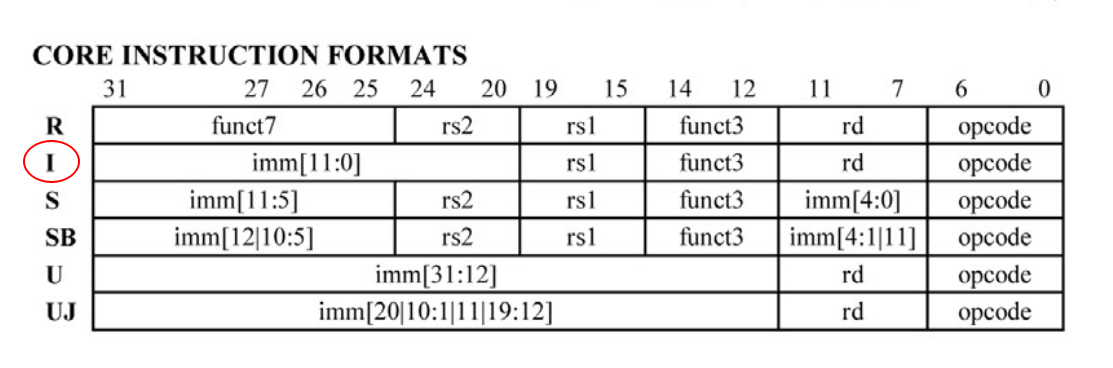 CORE INSTRUCTION FORMATS
31 27 26 25 24 20 19 15 14 12 11 7 6 0
R funct7 rs2 rs1 funct3 rd opcode
I imm[11:0] rs1 funct3 rd opcode
S imm[11:5] rs2 rs1 funct3 imm[4:0] opcode
SB imm[12|10:5] rs2 rs1 funct3 imm[4:1|11] opcode
U imm[31:12] rd opcode
UJ imm[20|10:1|11|19:12] rd opcode